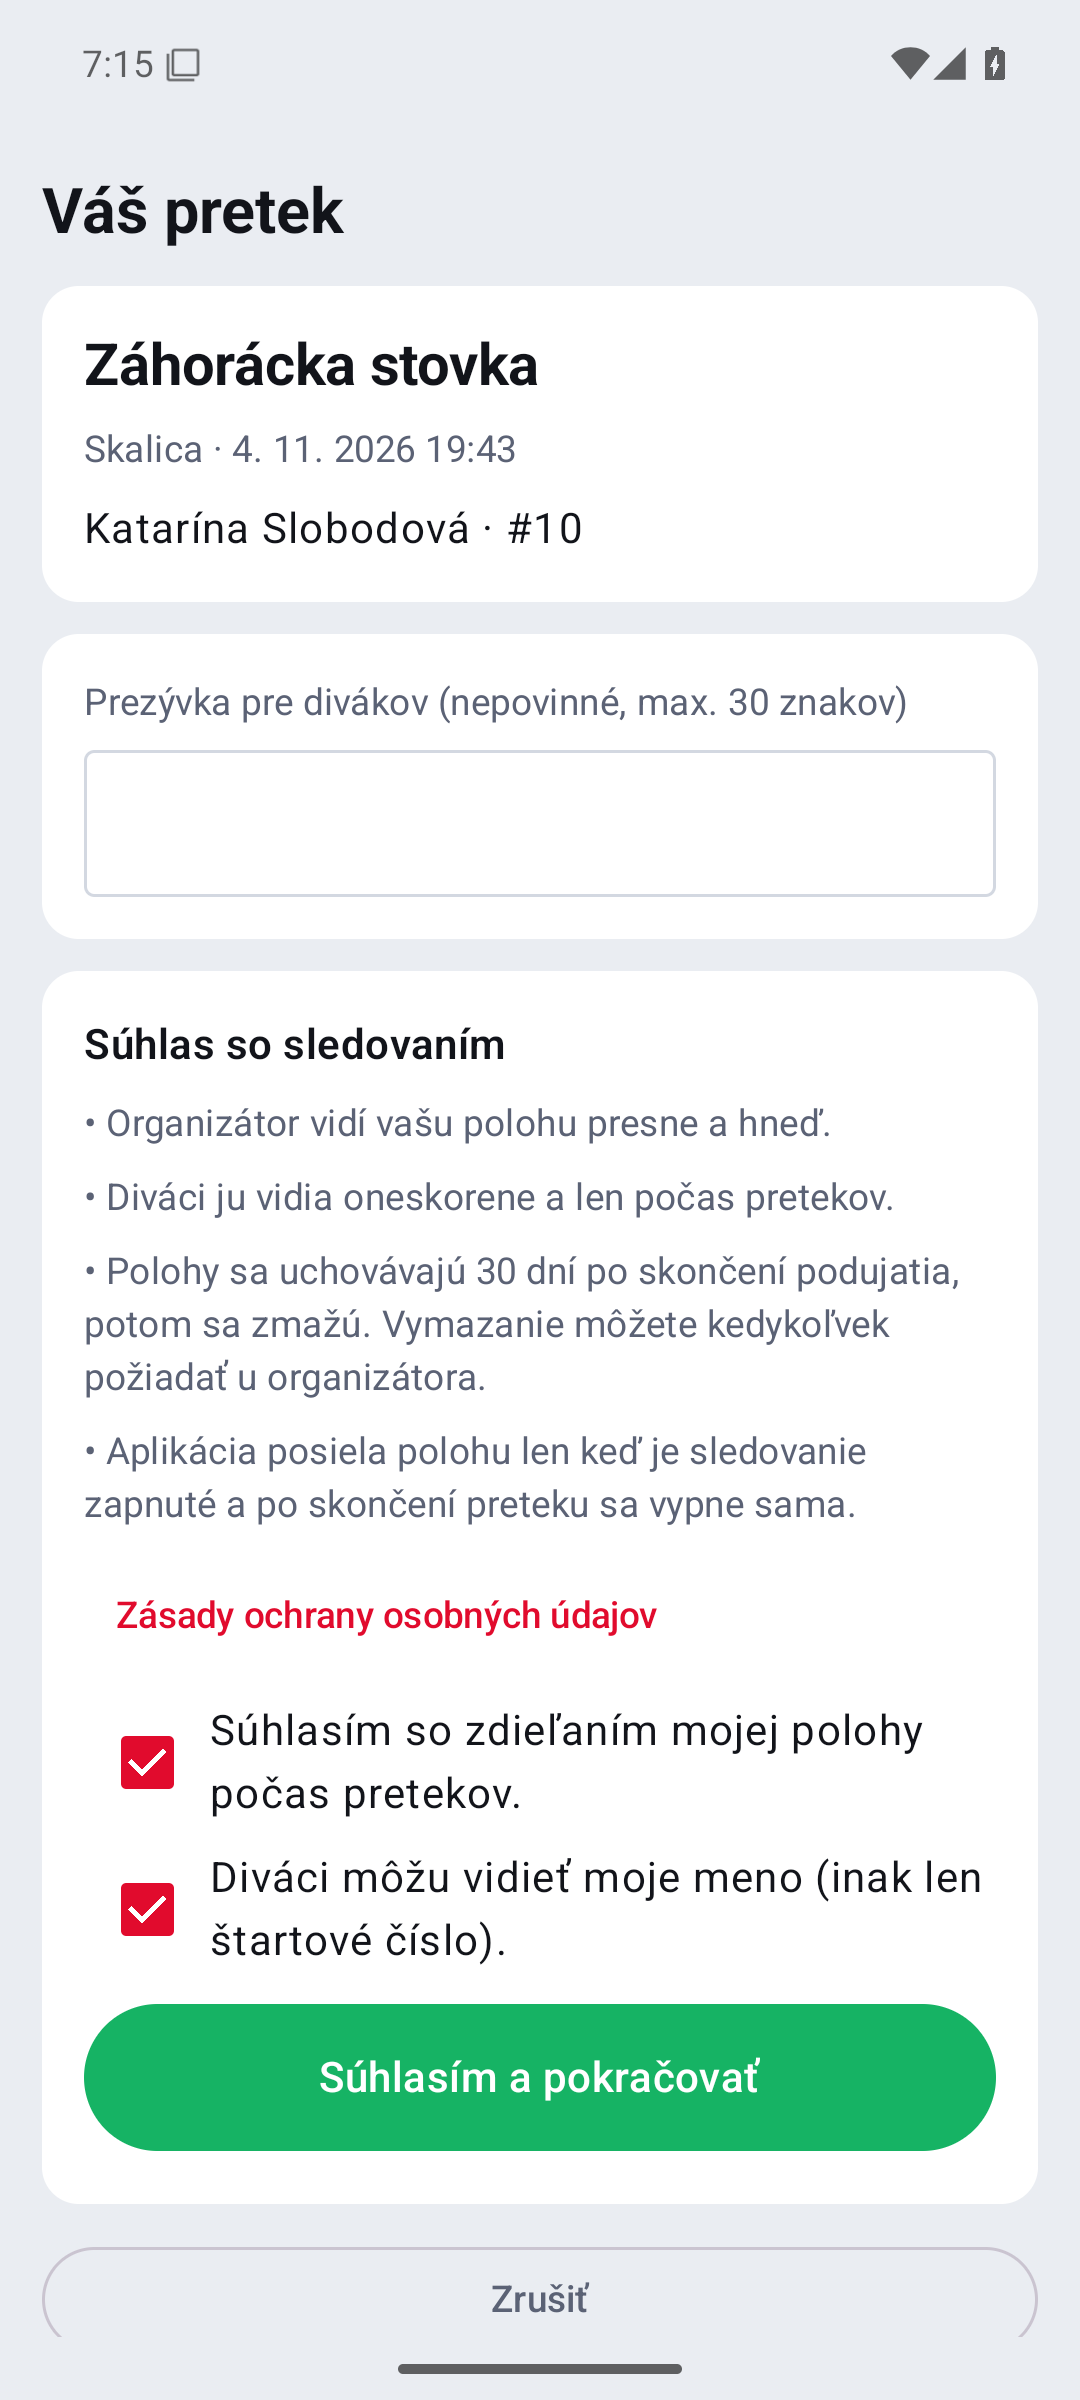 7:15
Váš pretek
Záhorácka stovka
Skalica · 4. 11. 2026 19:43
Katarína Slobodová · #10
Prezývka pre divákov (nepovinné, max. 30 znakov)
Súhlas so sledovaním
• Organizátor vidí vašu polohu presne a hneď.
• Diváci ju vidia oneskorene a len počas pretekov.
• Polohy sa uchovávajú 30 dní po skončení podujatia,
potom sa zmažú. Vymazanie môžete kedykoľvek
požiadať u organizátora.
• Aplikácia posiela polohu len keď je sledovanie
zapnuté a po skončení preteku sa vypne sama.
Zásady ochrany osobných údajov
Súhlasím so zdieľaním mojej polohy
počas pretekov.
Diváci môžu vidieť moje meno (inak len
štartové číslo).
Súhlasím a pokračovať
Zrušiť